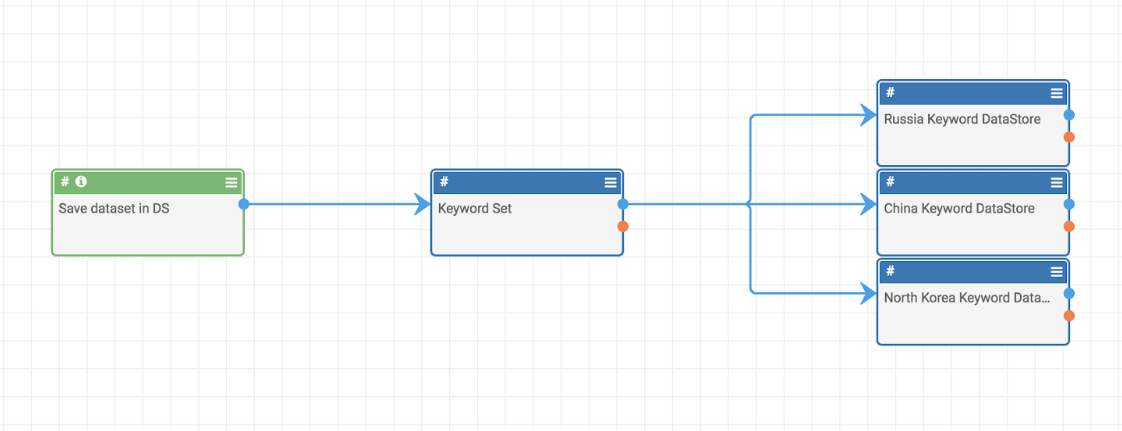 #
Save dataset in DS
#
Keyword Set
#
Russia Keyword DataStore
#
China Keyword DataStore
#
North Korea Keyword Data...